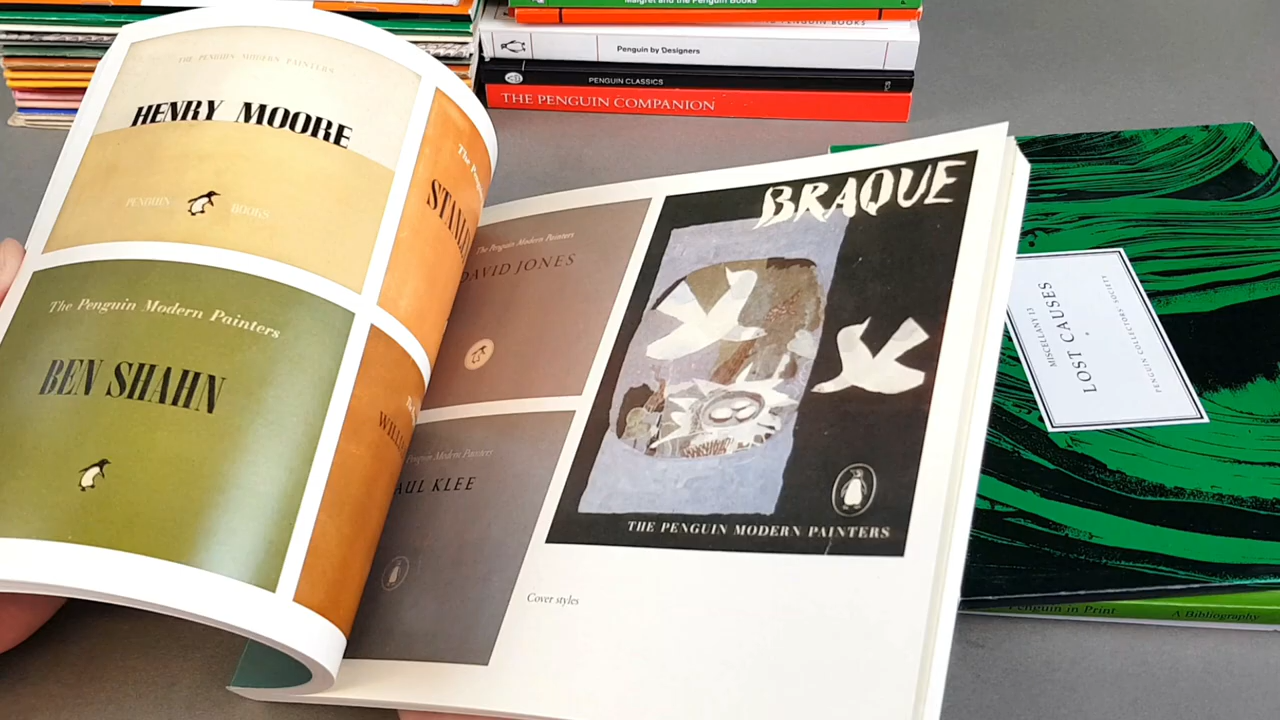 Maigret and the Penguin Books
PENGUIN BOOKS
Penguin by Designers
PENGUIN CLASSICS
THE PENGUIN COMPANION
THE PENGUIN MODERN PAINTERS
HENRY MOORE
PENGUIN BOOKS
The Penguin Modern Painters
BEN SHAHN
The Penguin Modern Painters
DAVID JONES
Penguin Modern Painters
AUL KLEE
BRAQUE
THE PENGUIN MODERN PAINTERS
Cover styles
MISCELLANY 13
LOST CAUSES
PENGUIN COLLECTORS' SOCIETY
Penguin in Print
A Bibliography